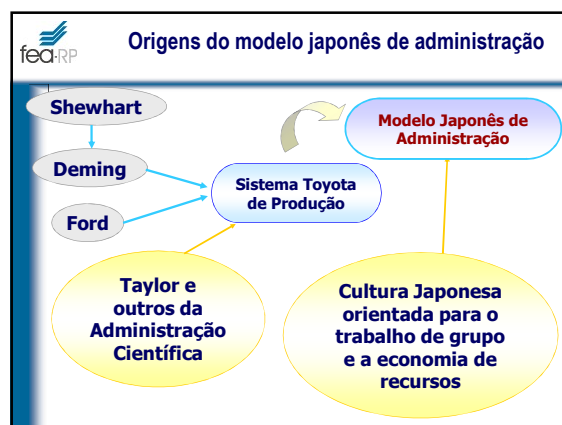 fea-RP
Origens do modelo japonês de administração
Shewhart
Deming
Ford
Sistema Toyota
de Produção
Modelo Japonês de
Administração
Taylor e
outros da
Administração
Científica
Cultura Japonesa
orientada para o
trabalho de grupo
e a economia de
recursos